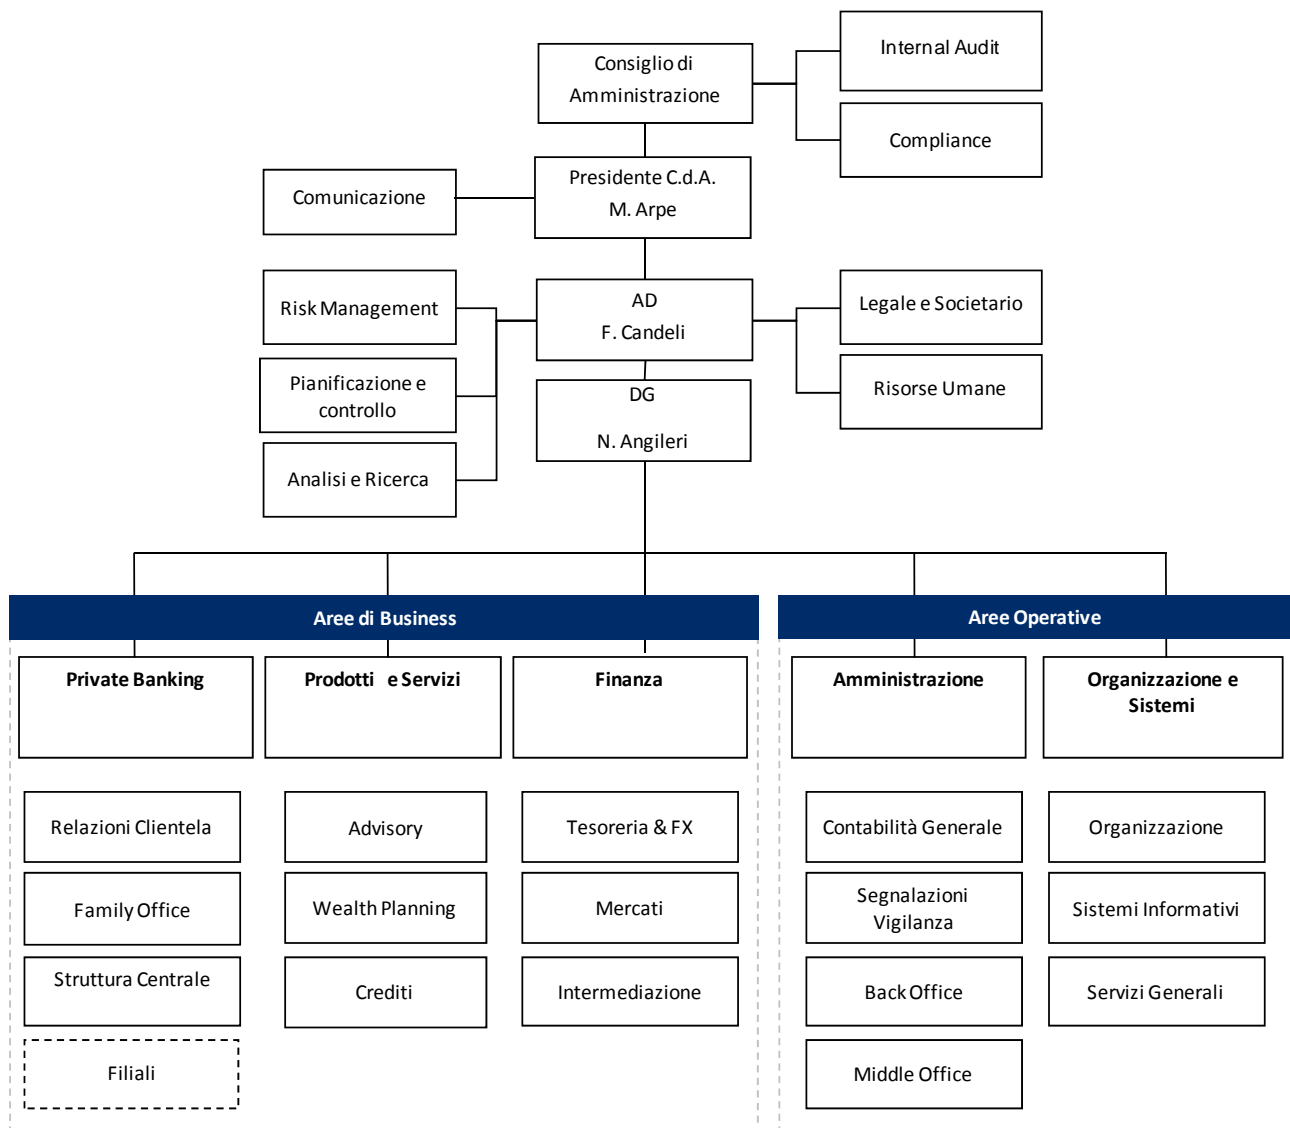 Internal Audit
Consiglio di
Amministrazione
Compliance
Presidente C.d.A.
M. Arpe
Comunicazione
Risk Management
AD
F. Candeli
Legale e Societario
Pianificazione e
controllo
DG
N. Angileri
Risorse Umane
Analisi e Ricerca
Aree di Business
Aree Operative
Private Banking
Prodotti e Servizi
Finanza
Amministrazione
Organizzazione e
Sistemi
Relazioni Clientela
Advisory
Tesoreria & FX
Contabilità Generale
Organizzazione
Family Office
Wealth Planning
Mercati
Segnalazioni
Vigilanza
Sistemi Informativi
Struttura Centrale
Crediti
Intermediazione
Back Office
Servizi Generali
Filiali
Middle Office